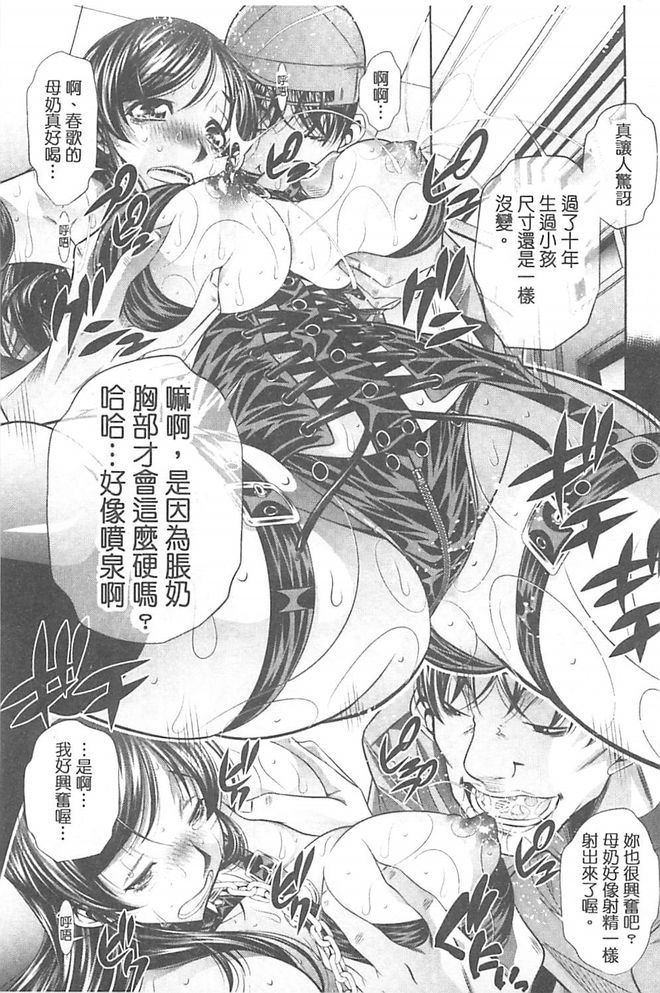 真讓人驚訝
過了十年
生過小孩
尺寸還是一樣
沒變。
啊啊…
呼
啊、春歌的
母奶真好喝…
呼吧
嘛啊，是因為脹奶
胸部才會這麼硬嗎？
哈哈…好像噴泉啊
妳也很興奮吧？
母奶好像射精一樣
射出來了喔。
…是啊…
我好興奮喔…
呼吧